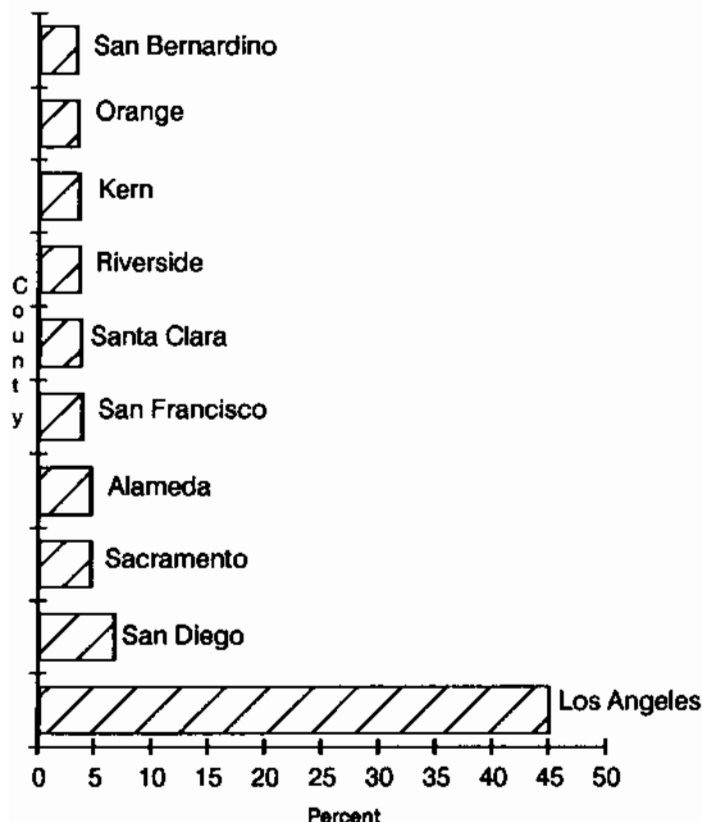 San Bernardino
Orange
Kern
Riverside
County
Santa Clara
San Francisco
Alameda
Sacramento
San Diego
Los Angeles
0 5 10 15 20 25 30 35 40 45 50
Percent